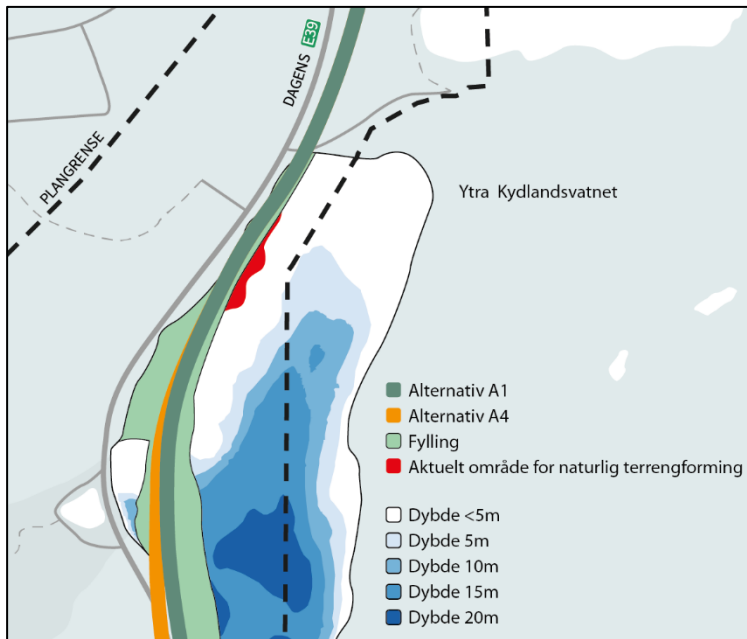 DAGENS E39
PLANGRENSE
Ytra Kydlandsvatnet
Alternativ A1
Alternativ A4
Fylling
Aktuelt område for naturlig terrengforming
Dybde <5m
Dybde 5m
Dybde 10m
Dybde 15m
Dybde 20m